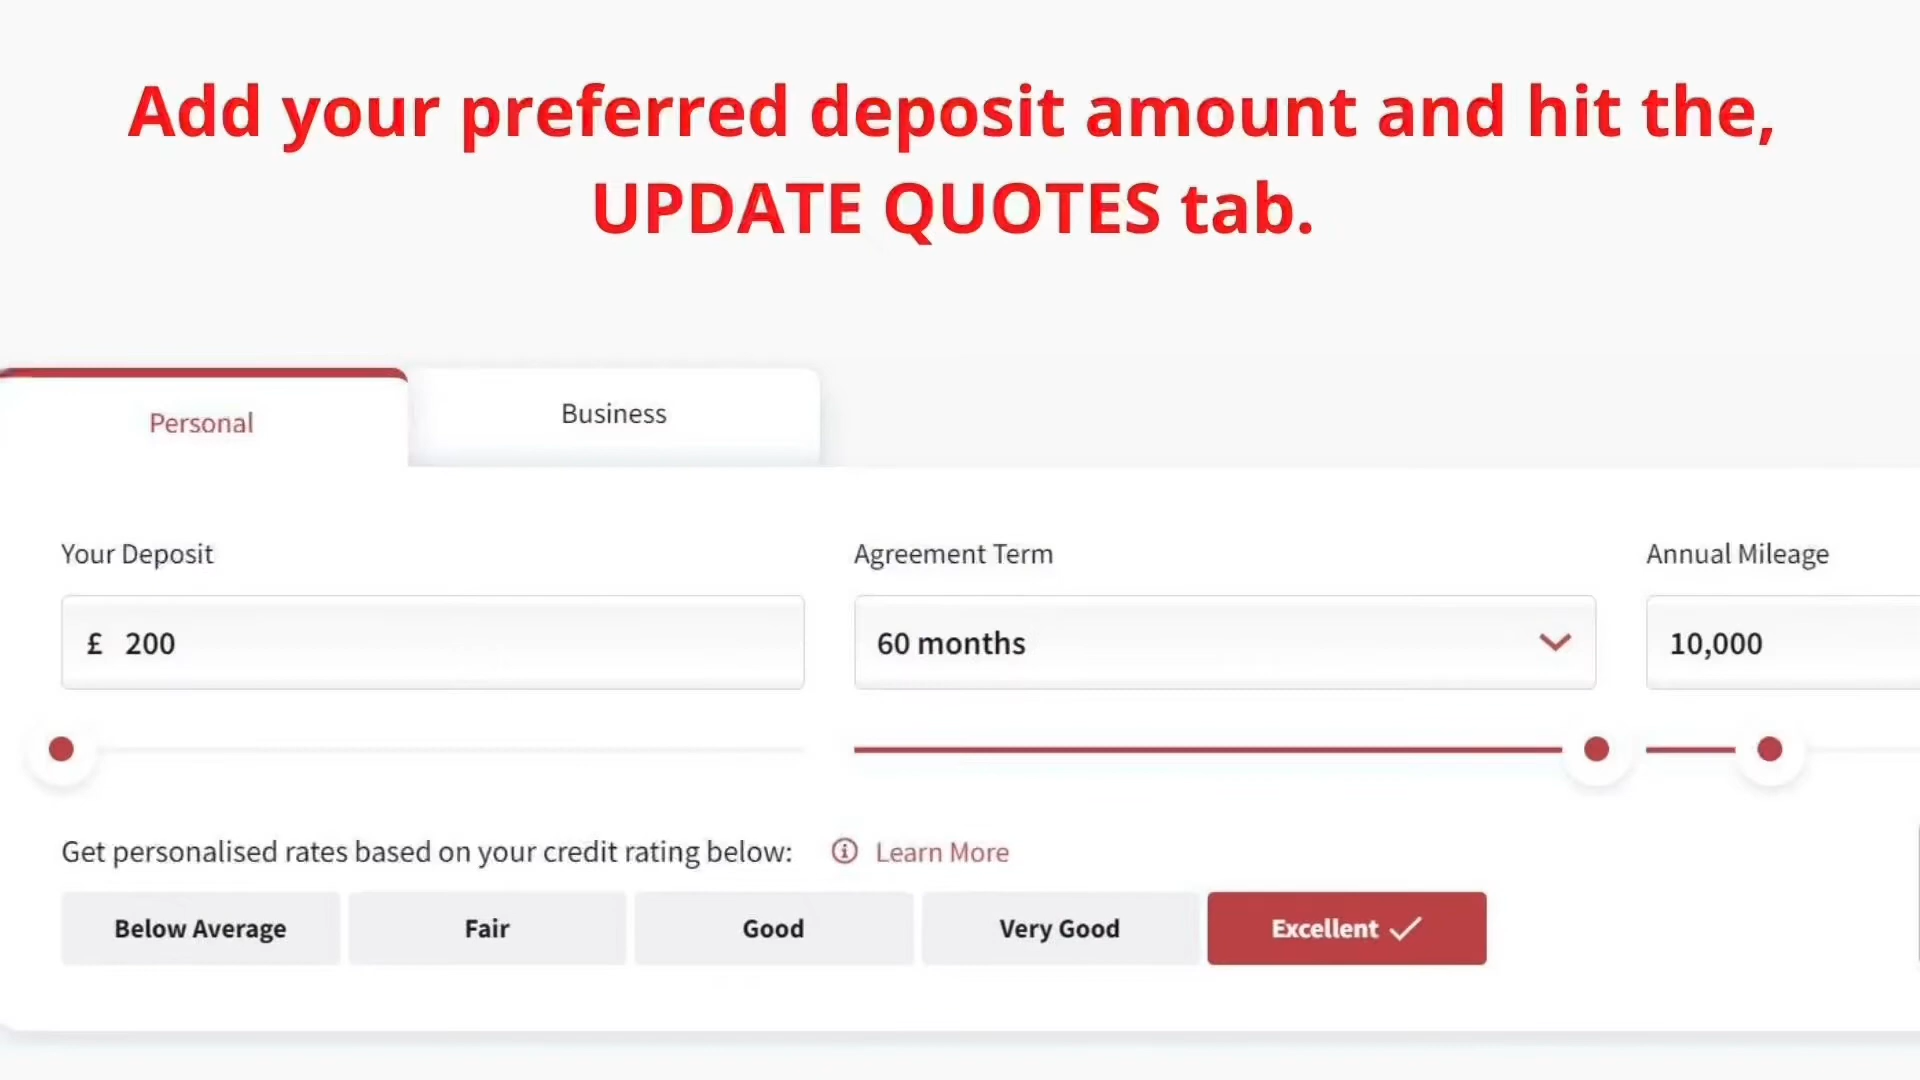 Add your preferred deposit amount and hit the,
UPDATE QUOTES tab.
Personal
Business
Your Deposit
Agreement Term
Annual Mileage
£ 200
60 months
10,000
Get personalised rates based on your credit rating below:
Learn More
Below Average
Fair
Good
Very Good
Excellent